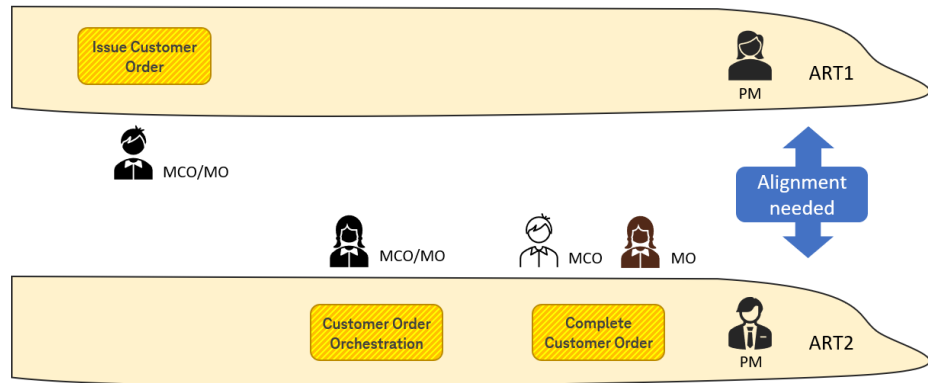 Issue Customer
Order
PM
ART1
MCO/MO
Alignment
needed
MCO/MO
MCO
MO
Customer Order
Orchestration
Complete
Customer Order
PM
ART2